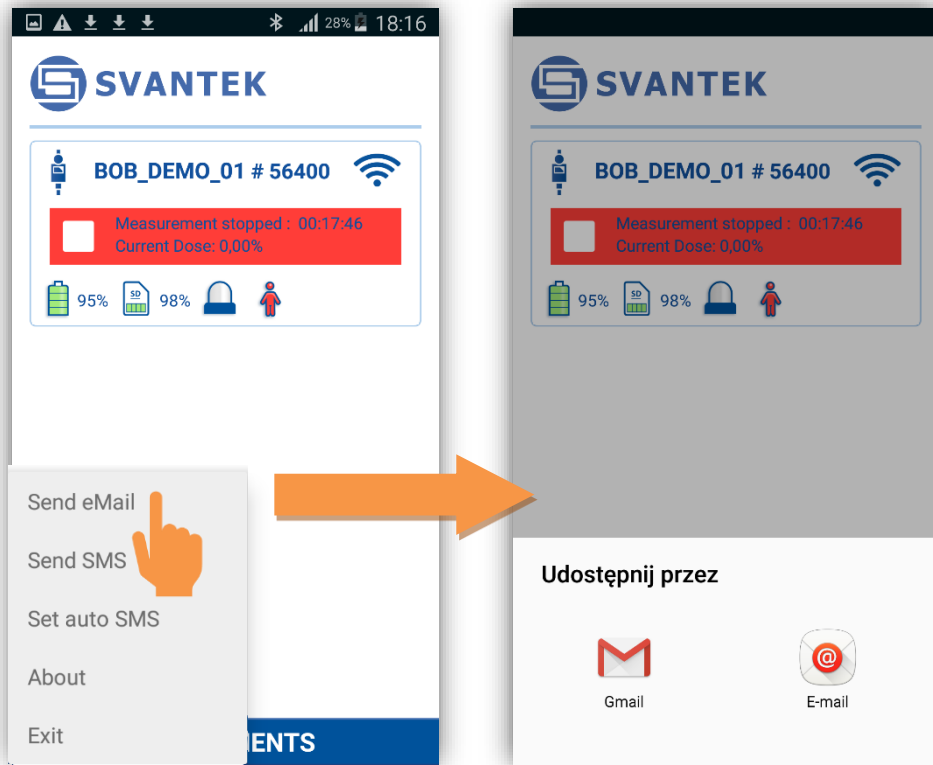 28% 18:16
SVANTEK
BOB_DEMO_01 # 56400
Measurement stopped : 00:17:46
Current Dose: 0,00%
95% SD 98%
Send eMail
Send SMS
Set auto SMS
About
Exit
ENTS
SVANTEK
BOB_DEMO_01 # 56400
Measurement stopped : 00:17:46
Current Dose: 0,00%
95% SD 98%
Udostępnij przez
@
Gmail E-mail